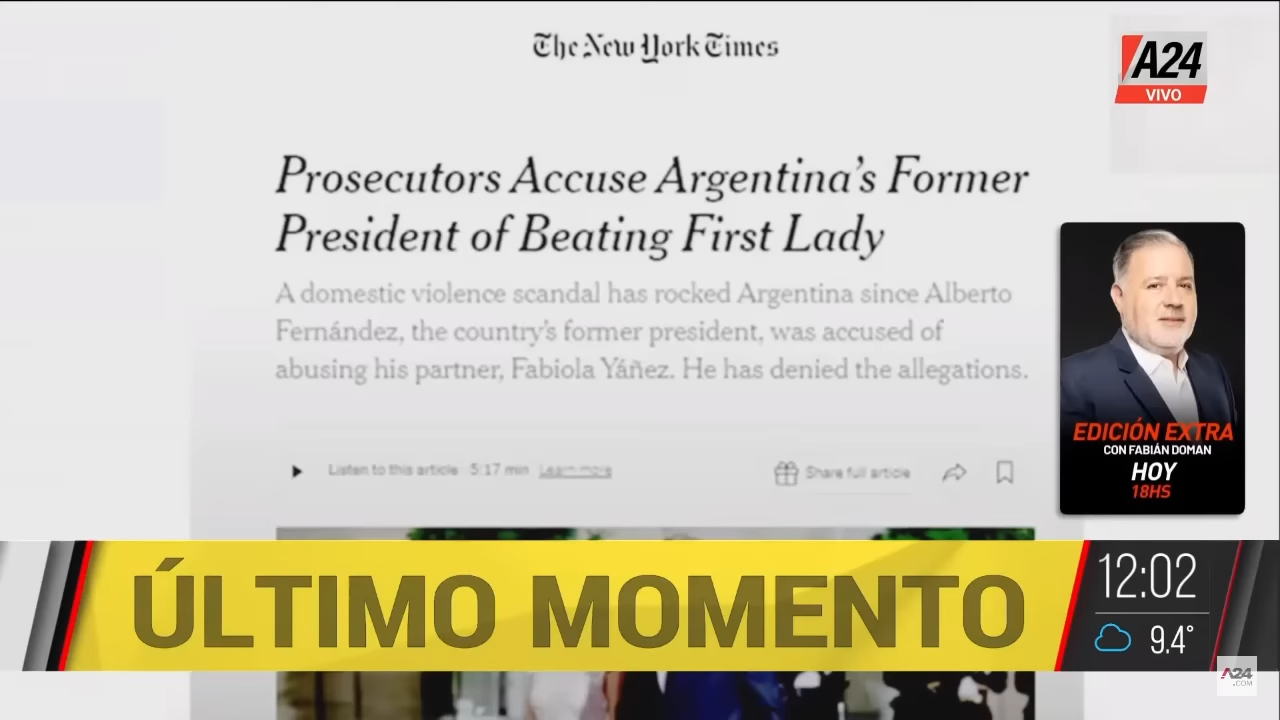 The New York Times
A24
VIVO
Prosecutors Accuse Argentina's Former
President of Beating First Lady
A domestic violence scandal has rocked Argentina since Alberto
Fernández, the country's former president, was accused of
abusing his partner, Fabiola Yáñez. He has denied the allegations.
Listen to this article 5:17 min Learn more
Share full article
EDICIÓN EXTRA
CON FABIÁN DOMAN
HOY
18HS
ÚLTIMO MOMENTO
12:02
9.4°
A24
.COM